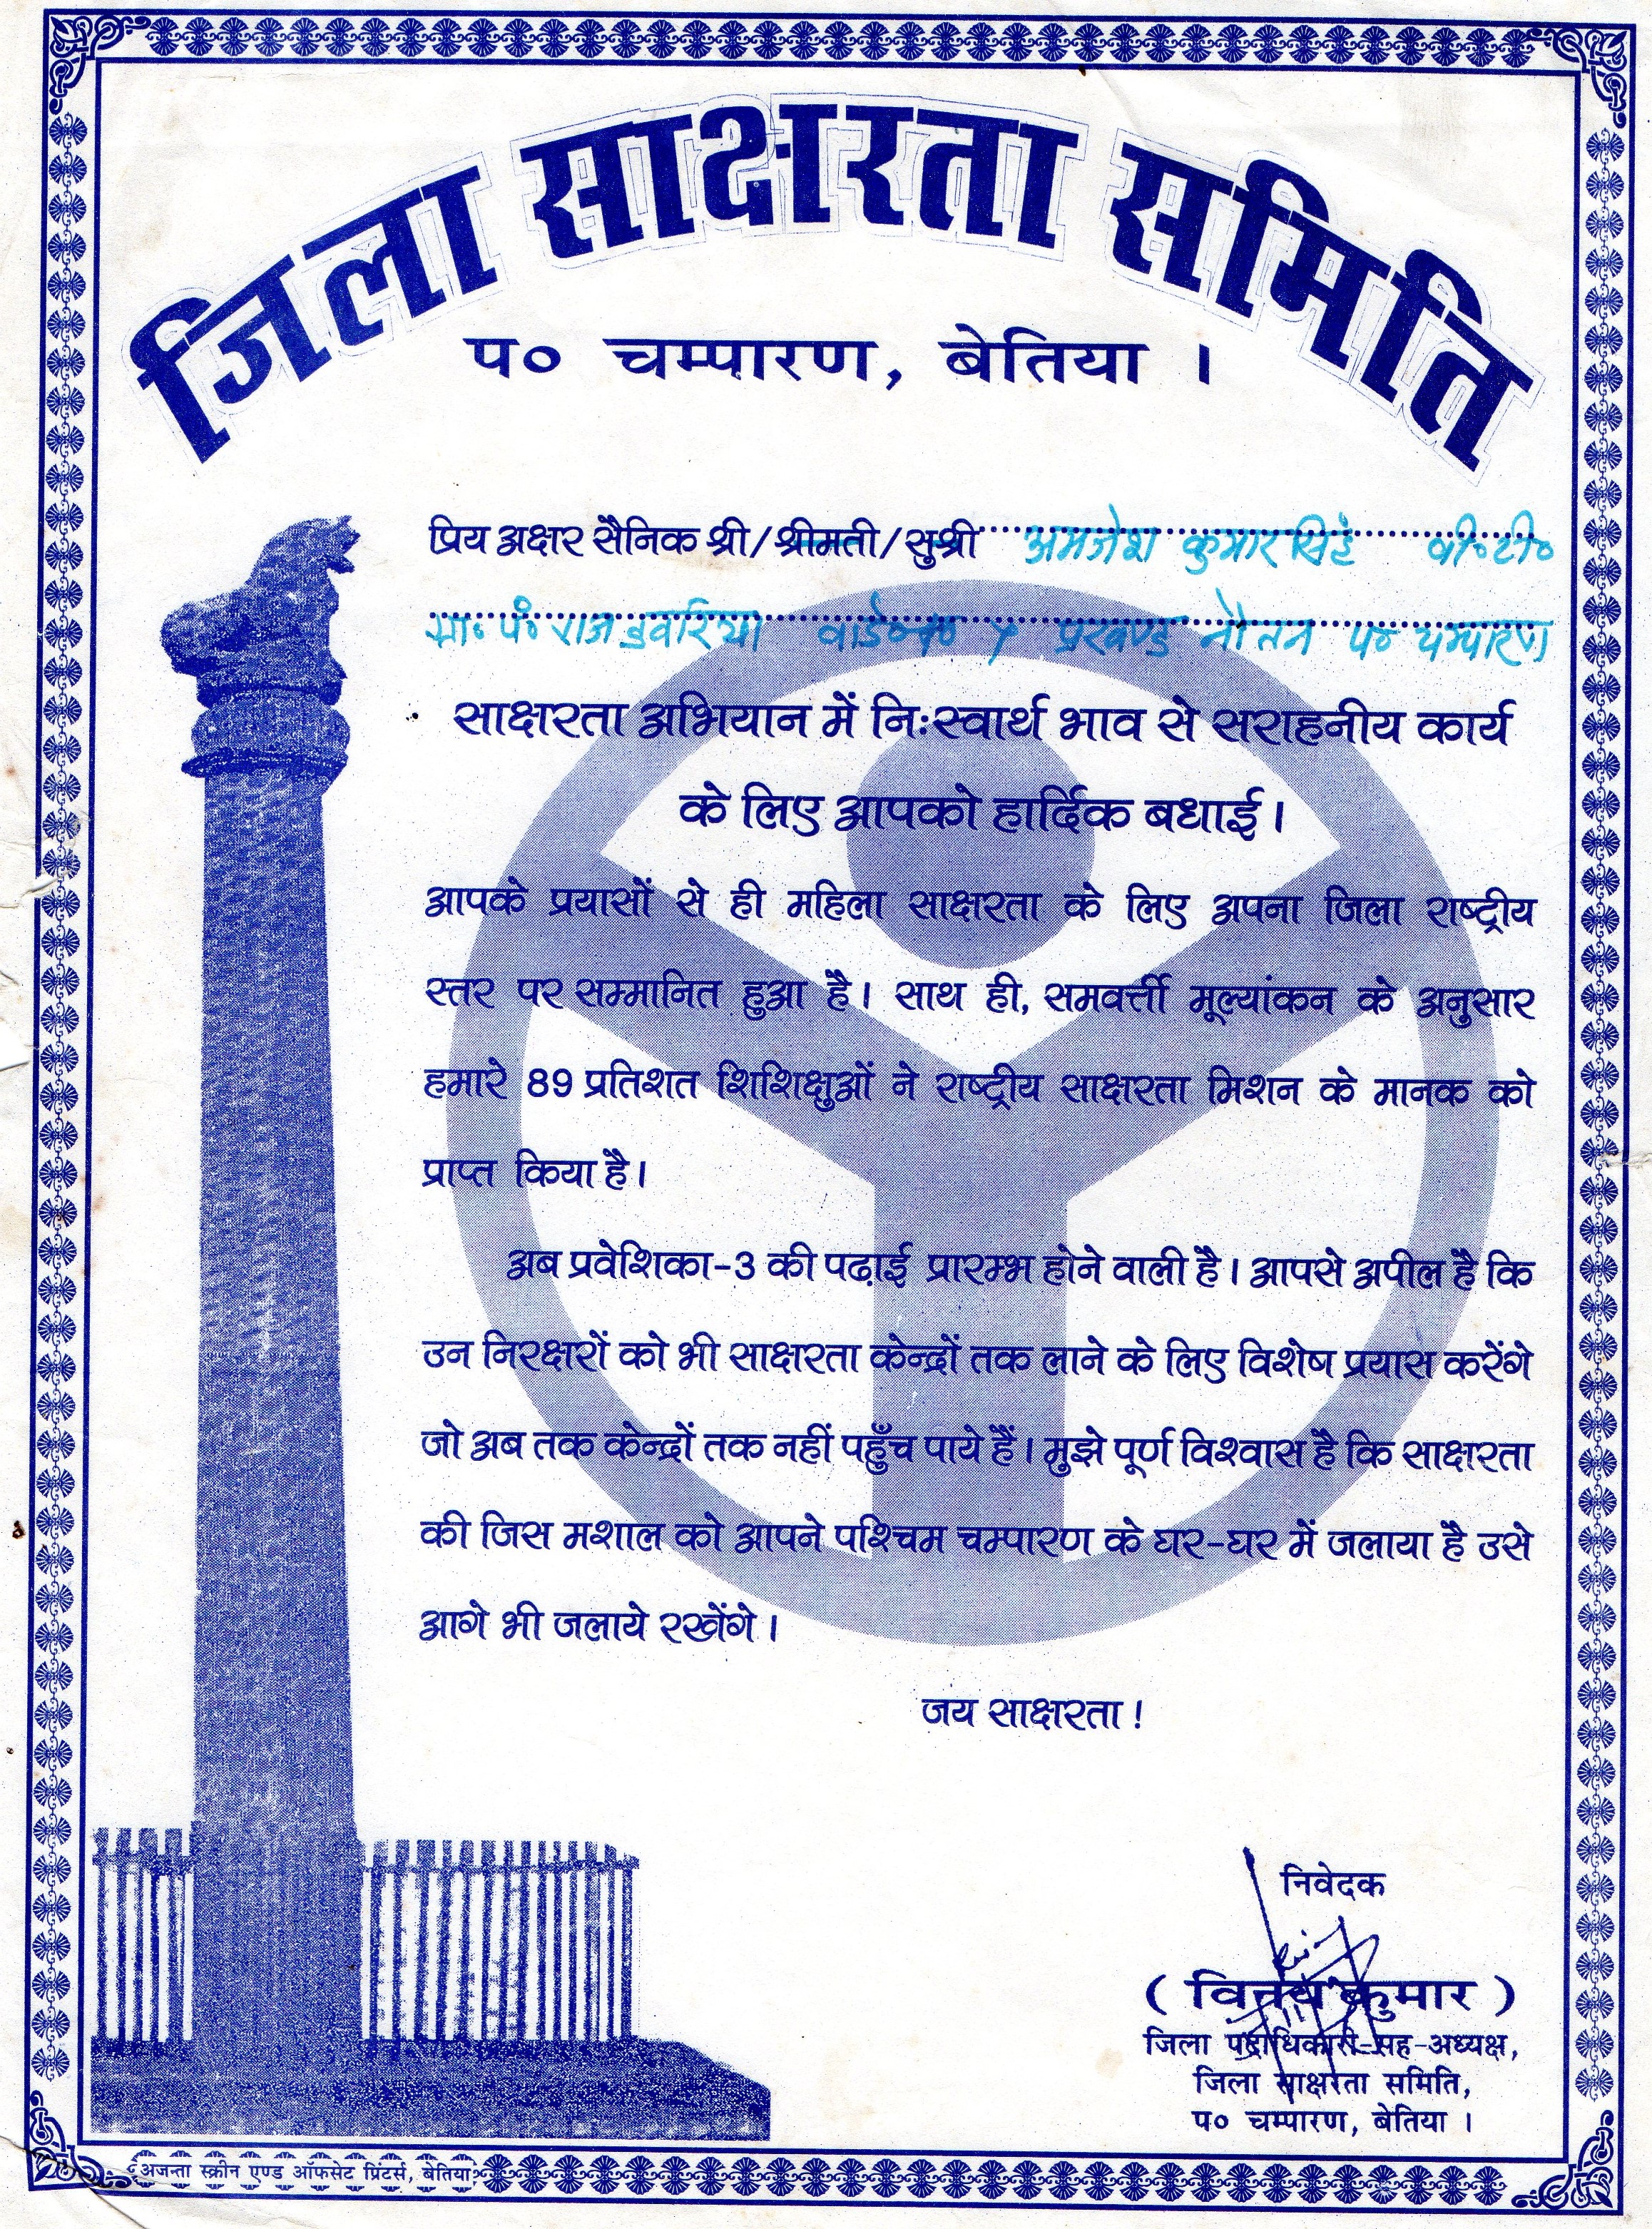 जिला साक्षरता समिति
प० चम्पारण, बेतिया ।
प्रिय अक्षर सैनिक श्री/श्रीमती/सुश्री अमजेश कुमार सिंह वी०टी०
मा० पं० राजडवरिया वार्ड नं० ५ प्रखण्ड नौतन प० चम्पारण
साक्षरता अभियान में नि:स्वार्थ भाव से सराहनीय कार्य
के लिए आपको हार्दिक बधाई।
आपके प्रयासों से ही महिला साक्षरता के लिए अपना जिला राष्ट्रीय
स्तर पर सम्मानित हुआ है। साथ ही, समवर्त्ती मूल्यांकन के अनुसार
हमारे 89 प्रतिशत शिशिक्षुओं ने राष्ट्रीय साक्षरता मिशन के मानक को
प्राप्त किया है।
अब प्रवेशिका-3 की पढाई प्रारम्भ होने वाली है। आपसे अपील है कि
उन निरक्षरों को भी साक्षरता केन्द्रों तक लाने के लिए विशेष प्रयास करेंगे
जो अब तक केन्द्रों तक नहीं पहुँच पाये हैं। मुझे पूर्ण विश्वास है कि साक्षरता
की जिस मशाल को आपने पश्चिम चम्पारण के घर-घर में जलाया है उसे
आगे भी जलाये रखेंगे।
जय साक्षरता !
निवेदक
( विनय कुमार )
जिला पदाधिकारी-सह-अध्यक्ष,
जिला साक्षरता समिति,
प० चम्पारण, बेतिया ।
अजन्ता स्क्रीन एण्ड ऑफसेट प्रिंटर्स, बेतिया